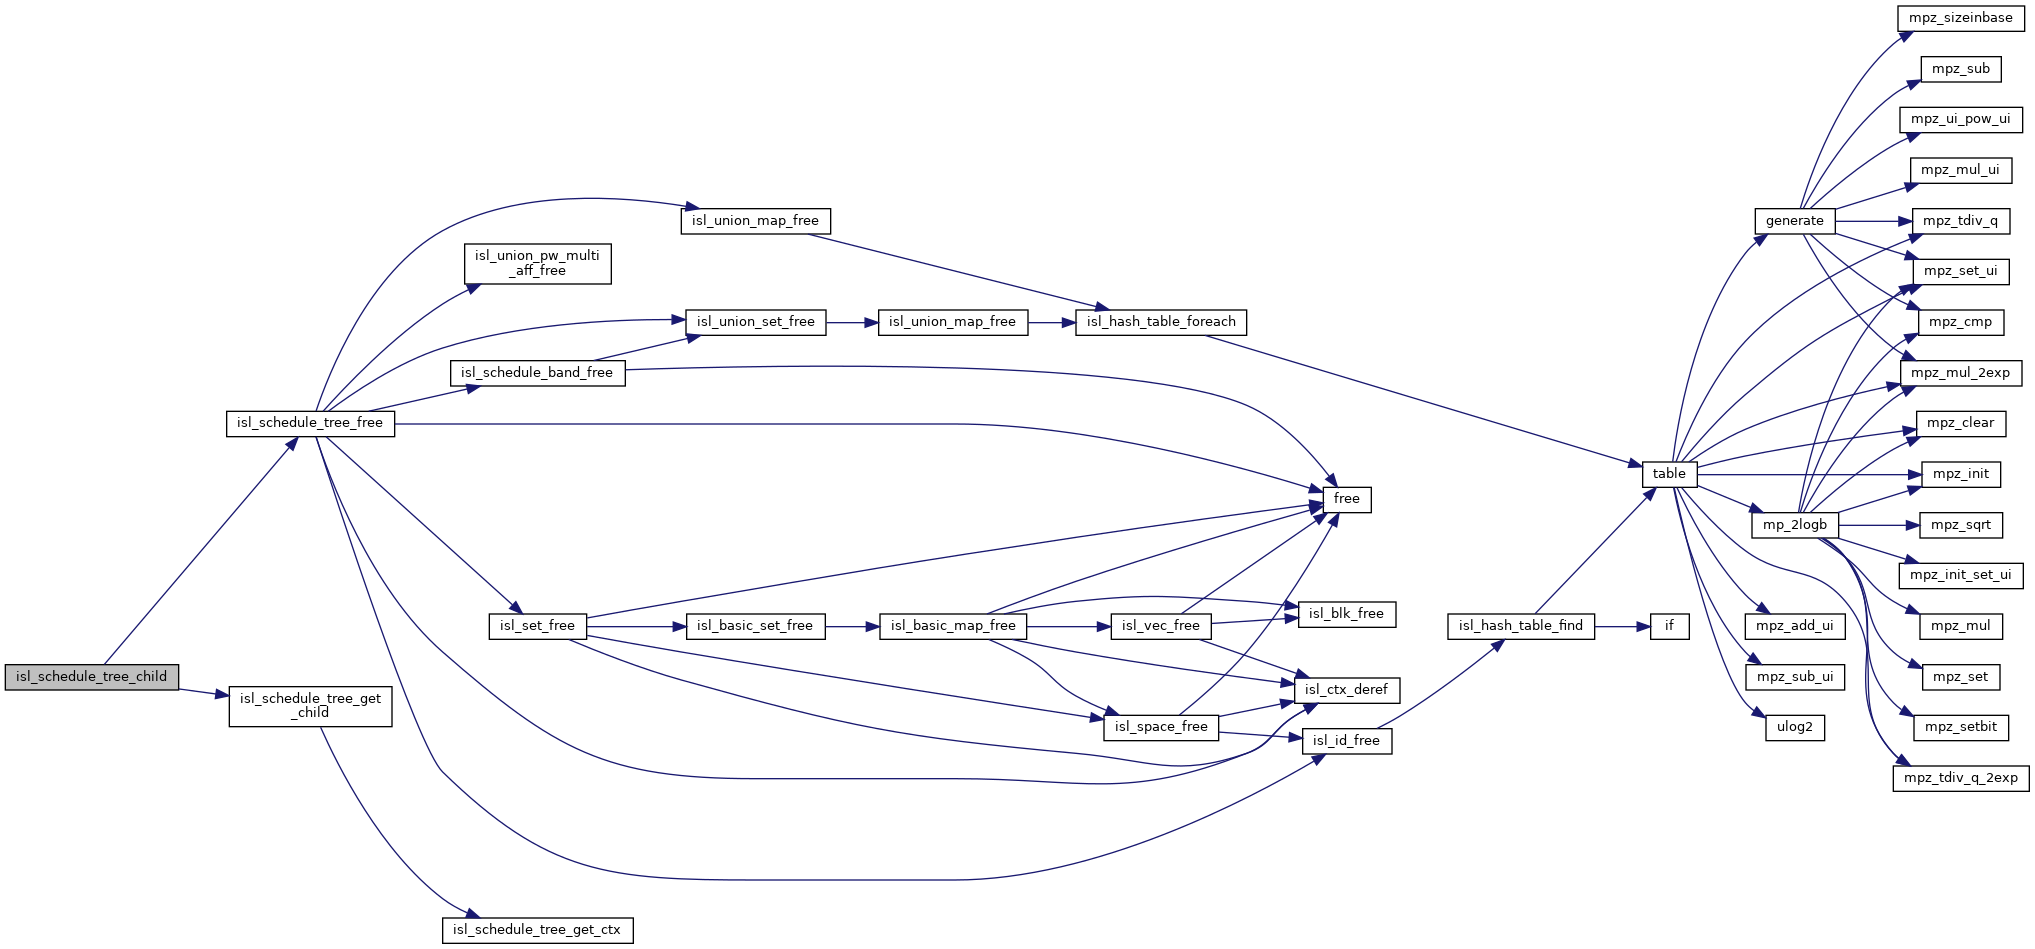 isl_schedule_tree_child
isl_schedule_tree_free
isl_schedule_tree_get
_child
isl_union_pw_multi
_aff_free
isl_schedule_band_free
isl_set_free
isl_schedule_tree_get_ctx
isl_union_map_free
isl_union_set_free
isl_basic_set_free
isl_union_map_free
isl_basic_map_free
isl_hash_table_foreach
isl_vec_free
isl_space_free
free
isl_blk_free
isl_ctx_deref
isl_id_free
isl_hash_table_find
table
if
generate
mp_2logb
mpz_add_ui
mpz_sub_ui
ulog2
mpz_sizeinbase
mpz_sub
mpz_ui_pow_ui
mpz_mul_ui
mpz_tdiv_q
mpz_set_ui
mpz_cmp
mpz_mul_2exp
mpz_clear
mpz_init
mpz_sqrt
mpz_init_set_ui
mpz_mul
mpz_set
mpz_setbit
mpz_tdiv_q_2exp